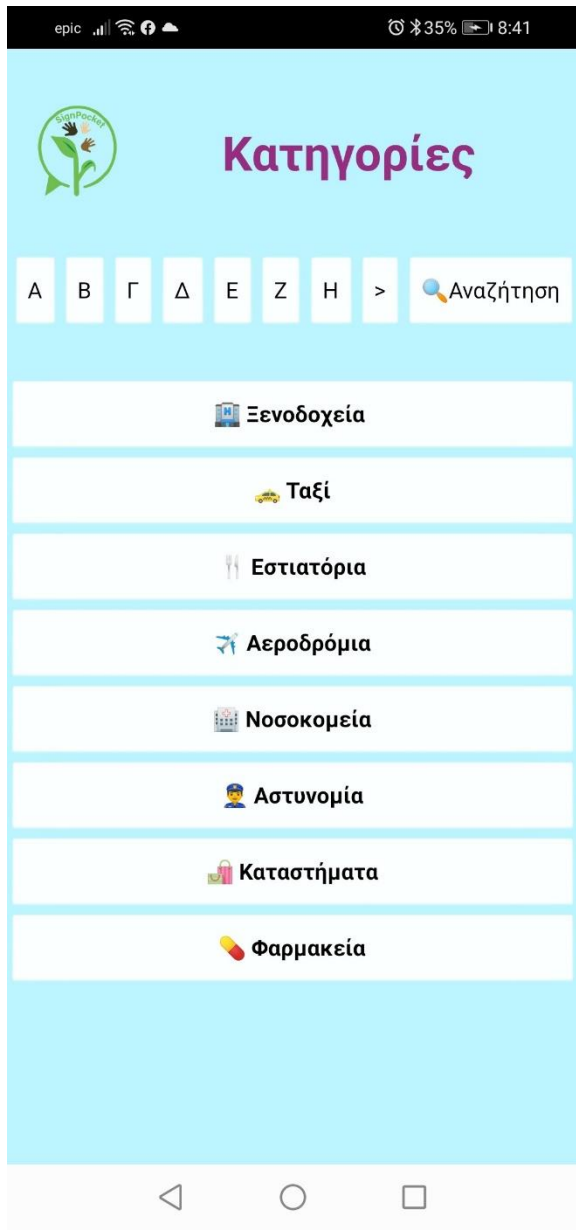 epic 35% 8:41
SignPocket
Κατηγορίες
Α Β Γ Δ Ε Ζ Η > 🔍Αναζήτηση
🏨 Ξενοδοχεία
🚕 Ταξί
🍴 Εστιατόρια
✈️ Αεροδρόμια
🏥 Νοσοκομεία
👮 Αστυνομία
🛍️ Καταστήματα
💊 Φαρμακεία